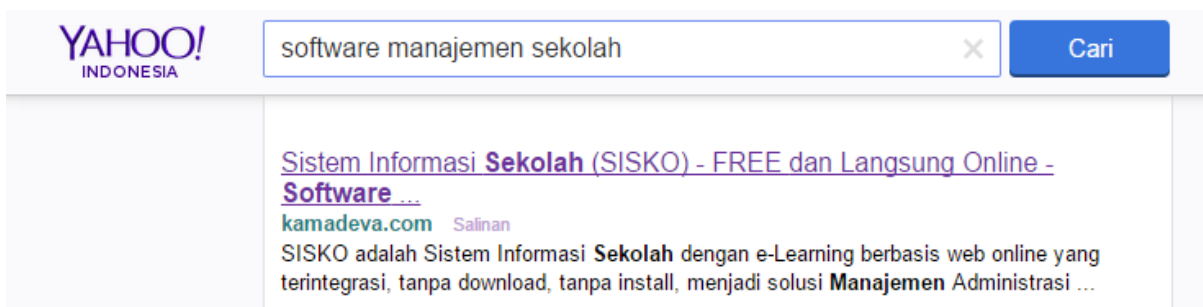 YAHOO!
INDONESIA
software manajemen sekolah
Cari
Sistem Informasi Sekolah (SISKO) - FREE dan Langsung Online -
Software ...
kamadeva.com Salinan
SISKO adalah Sistem Informasi Sekolah dengan e-Learning berbasis web online yang
terintegrasi, tanpa download, tanpa install, menjadi solusi Manajemen Administrasi ...